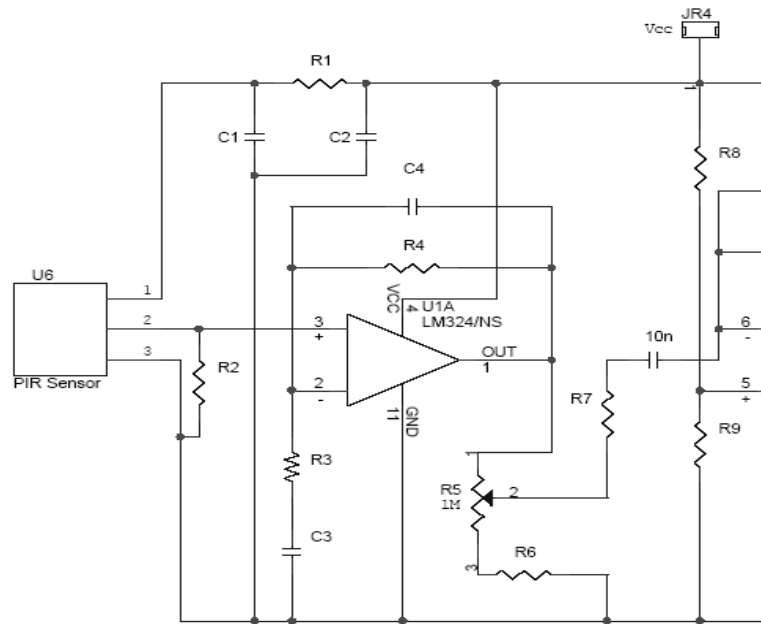 JR4
Vcc
1
R1
C1
C2
R8
C4
R4
U6
1
2
3
PIR Sensor
R2
VCC
4
U1A
LM324/NS
3
+
2
-
OUT
1
11
GND
10n
6
-
5
+
R7
R9
R3
C3
1
R5
1M
2
3
R6